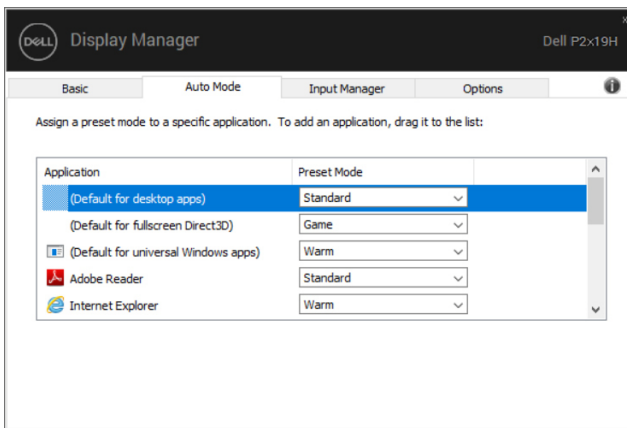 DELL Display Manager Dell P2x19H
Basic Auto Mode Input Manager Options
Assign a preset mode to a specific application. To add an application, drag it to the list:
Application Preset Mode
(Default for desktop apps) Standard
(Default for fullscreen Direct3D) Game
(Default for universal Windows apps) Warm
Adobe Reader Standard
Internet Explorer Warm